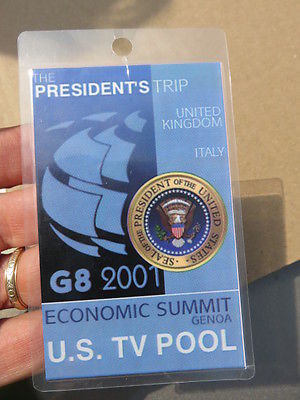 THE
PRESIDENT'S TRIP
UNITED
KINGDOM
ITALY
SEAL OF THE PRESIDENT OF THE UNITED STATES
G8 2001
ECONOMIC SUMMIT
GENOA
U.S. TV POOL